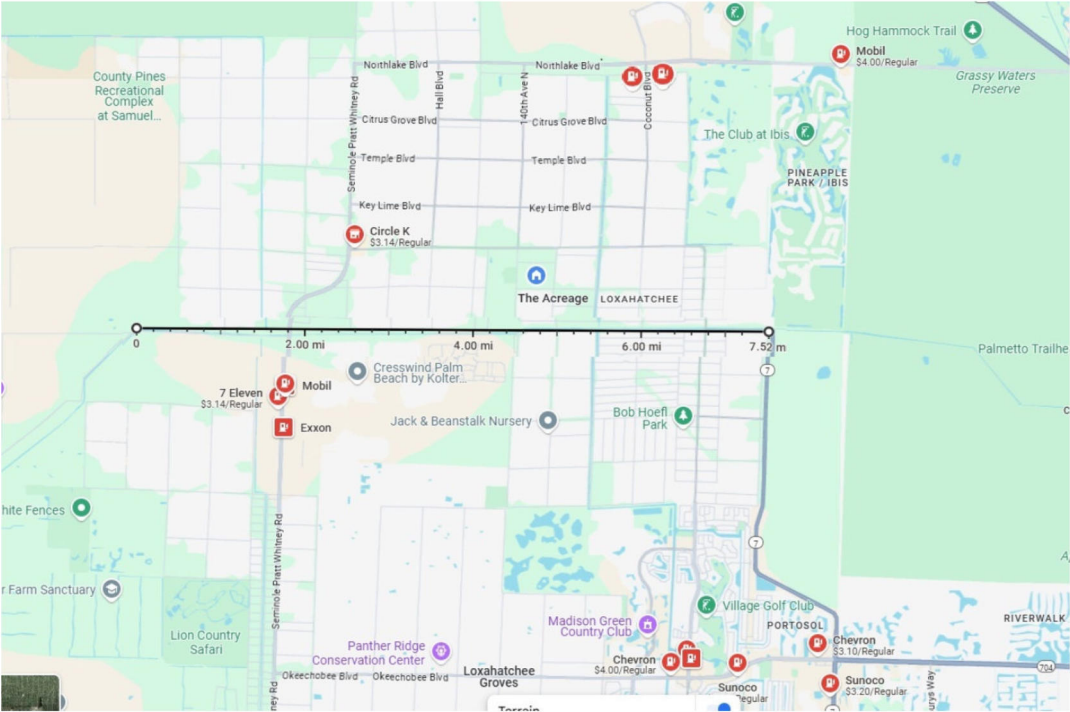 Hog Hammock Trail
Mobil
$4.00/Regular
Northlake Blvd
Northlake Blvd
Grassy Waters
Preserve
County Pines
Recreational
Complex
at Samuel...
Seminole Pratt Whitney Rd
Hall Blvd
140th Ave N
Coconut Blvd
Citrus Grove Blvd
Citrus Grove Blvd
The Club at Ibis
Temple Blvd
Temple Blvd
PINEAPPLE
PARK / IBIS
Key Lime Blvd
Key Lime Blvd
Circle K
$3.14/Regular
The Acreage
LOXAHATCHEE
0
2.00 mi
4.00 mi
6.00 mi
7.52 m
Palmetto Trailhe
7
Cresswind Palm
Beach by Kolter...
Mobil
7 Eleven
$3.14/Regular
Exxon
Jack & Beanstalk Nursery
Bob Hoefl
Park
hite Fences
Seminole Pratt Whitney Rd
7
r Farm Sanctuary
Lion Country
Safari
Village Golf Club
Madison Green
Country Club
PORTOSOL
RIVERWALK
Chevron
$3.10/Regular
Panther Ridge
Conservation Center
Chevron
$4.00/Regular
Loxahatchee
Groves
Okeechobee Blvd
Okeechobee Blvd
704
Sunoco
Regular
Sunoco
$3.20/Regular
ney Rd
urys Way
7
Terrain